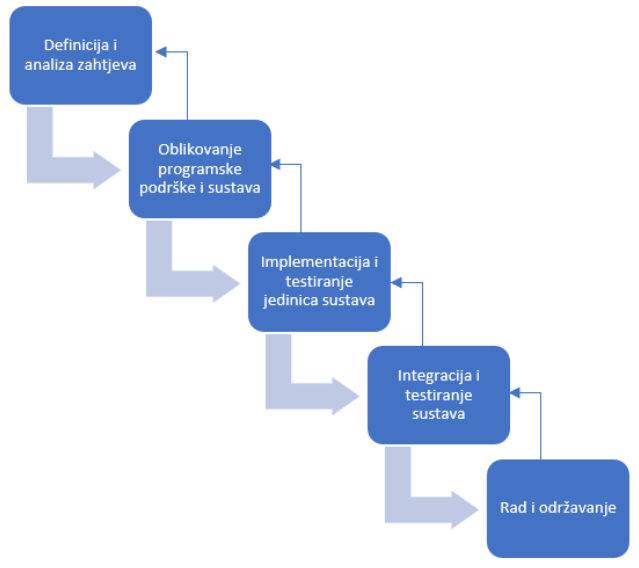 Definicija i
analiza zahtjeva
Oblikovanje
programske
podrške i sustava
Implementacija i
testiranje
jedinica sustava
Integracija i
testiranje
sustava
Rad i održavanje